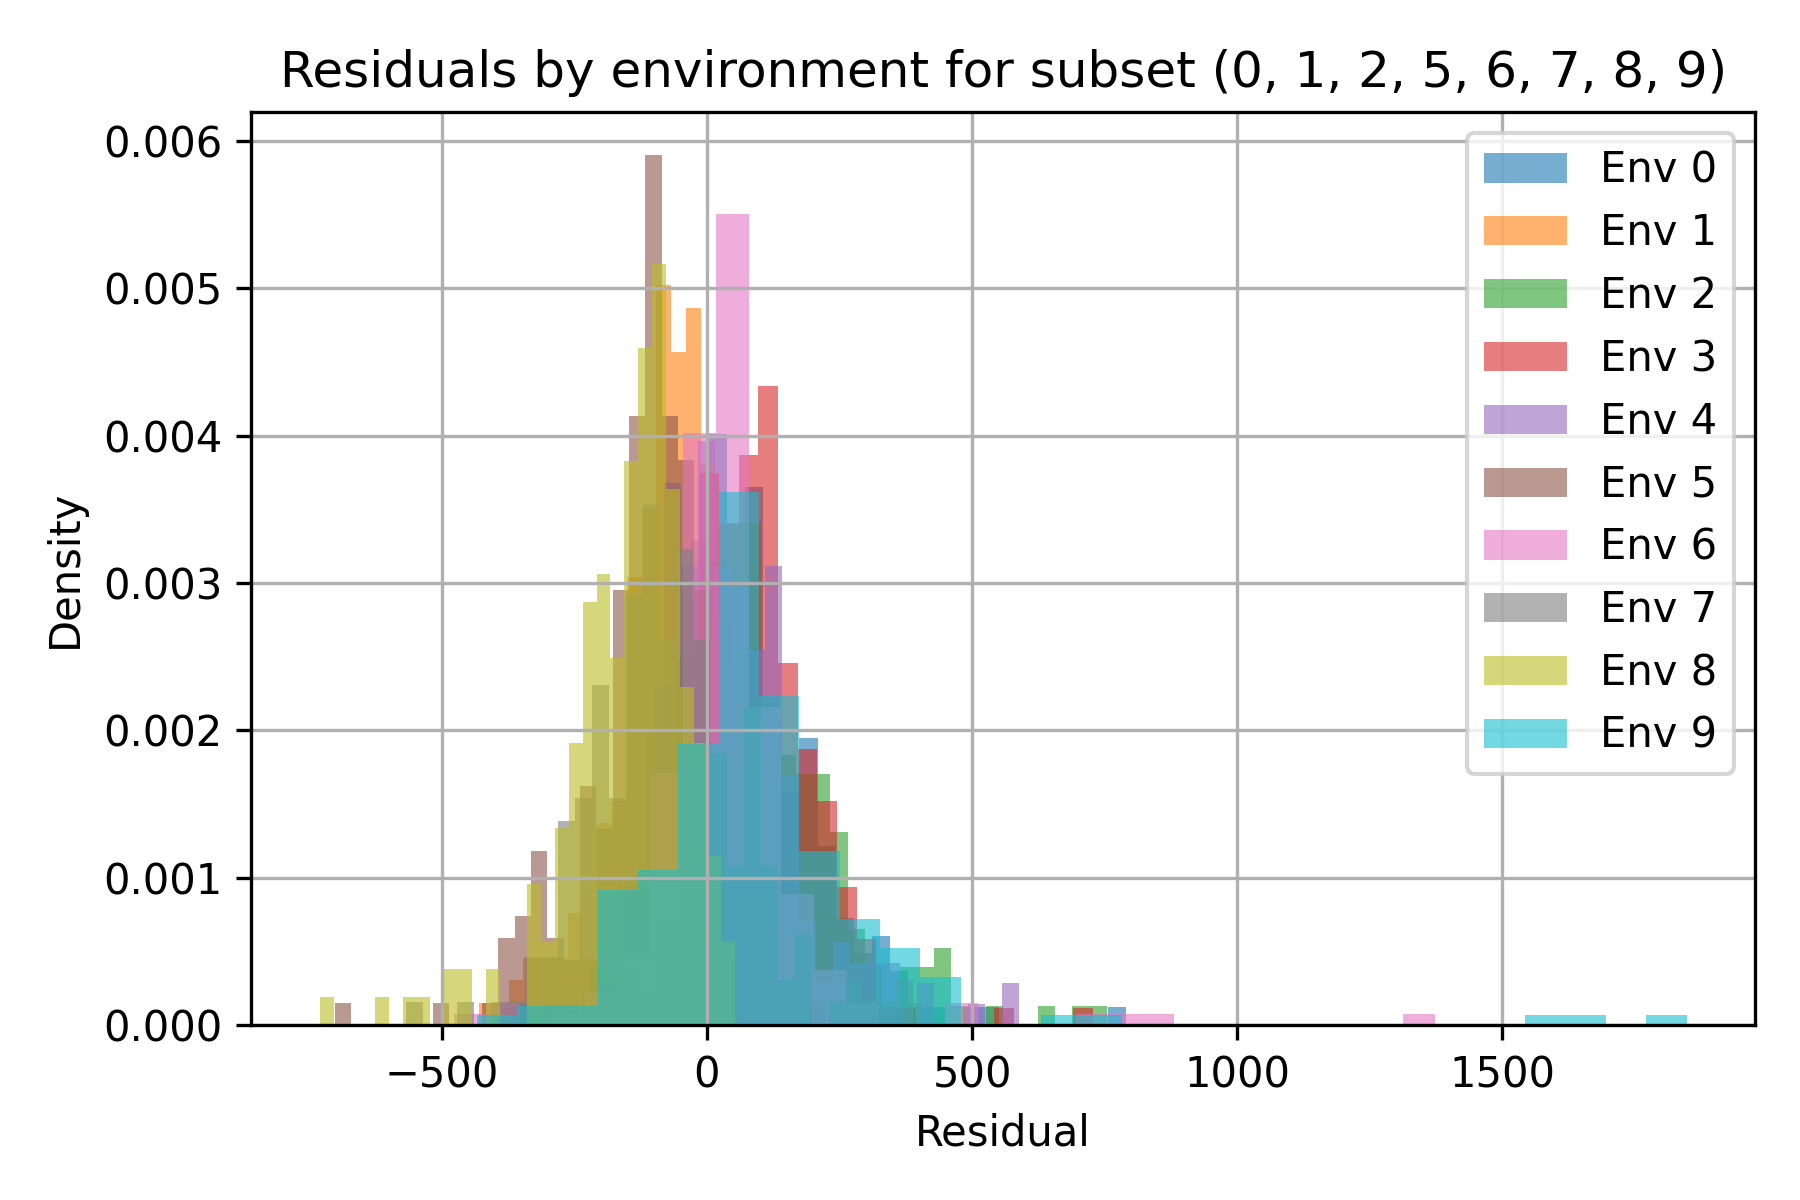 Residuals by environment for subset (0, 1, 2, 5, 6, 7, 8, 9)
0.006
0.005
0.004
0.003
0.002
0.001
0.000
Density
−500
0
500
1000
1500
Residual
Env 0
Env 1
Env 2
Env 3
Env 4
Env 5
Env 6
Env 7
Env 8
Env 9